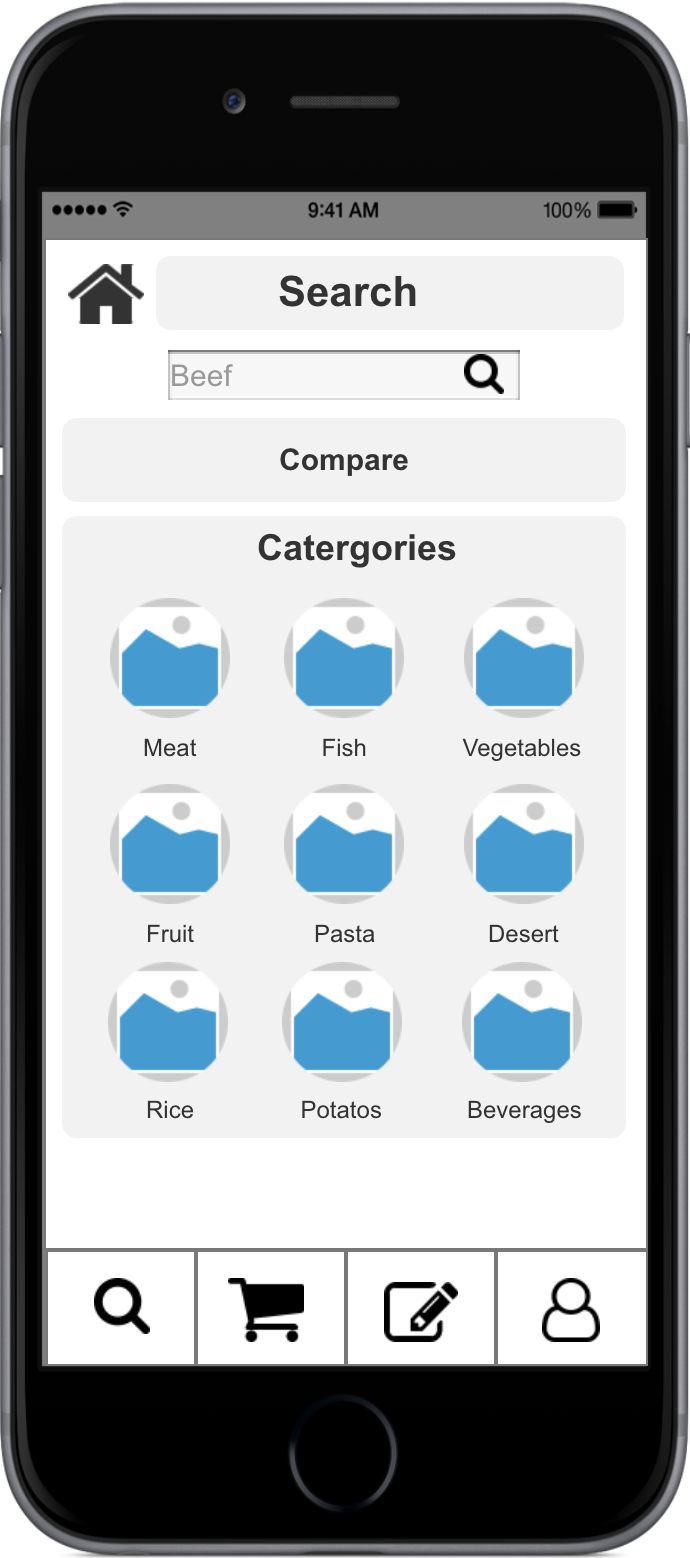 9:41 AM 100%
Search
Beef
Compare
Catergories
Meat Fish Vegetables
Fruit Pasta Desert
Rice Potatos Beverages